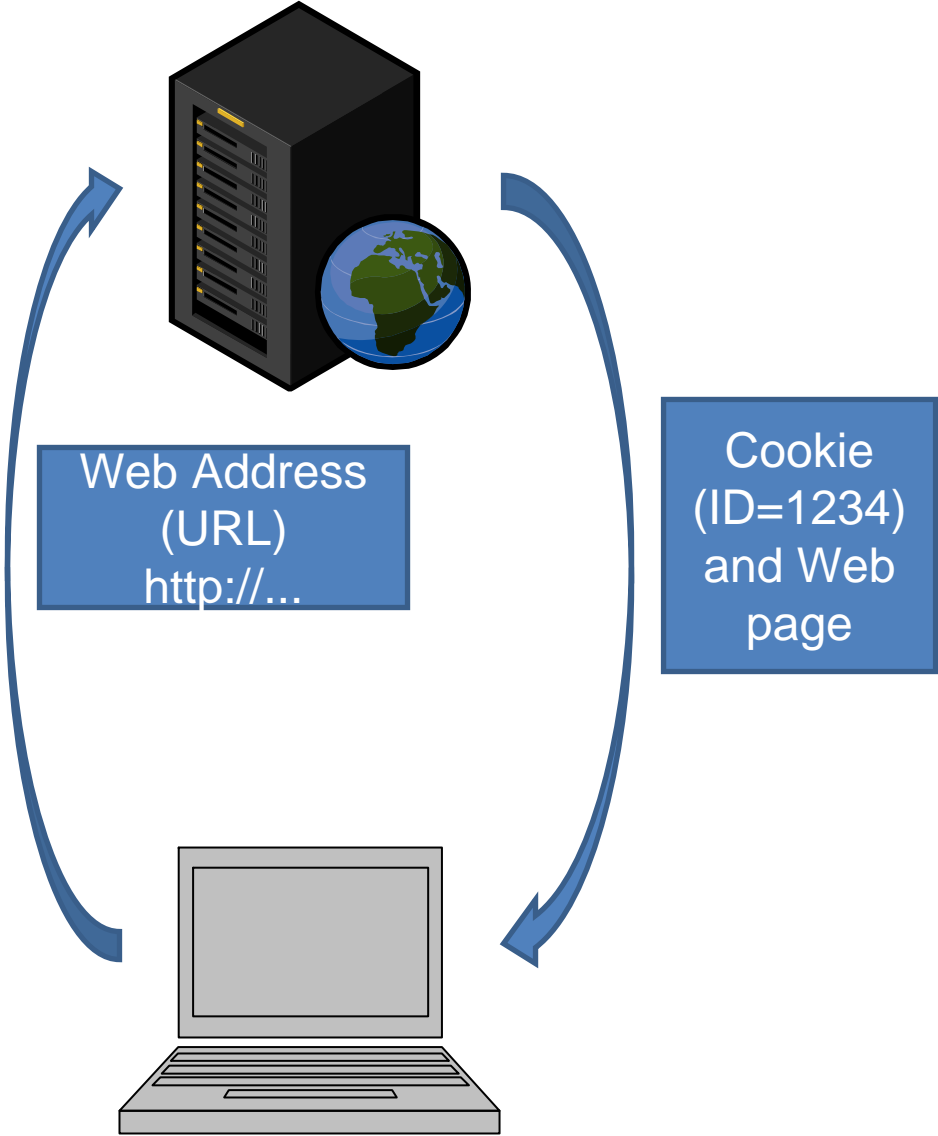 Web Address
(URL)
http://...
Cookie
(ID=1234)
and Web
page